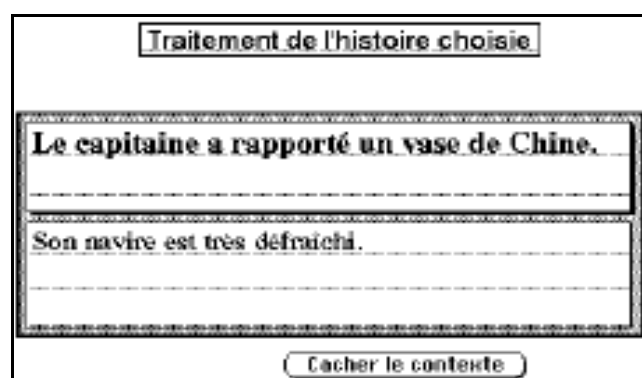 Traitement de l'histoire choisie
Le capitaine a rapporté un vase de Chine.
Son navire est très défraîchi.
Cacher le contexte